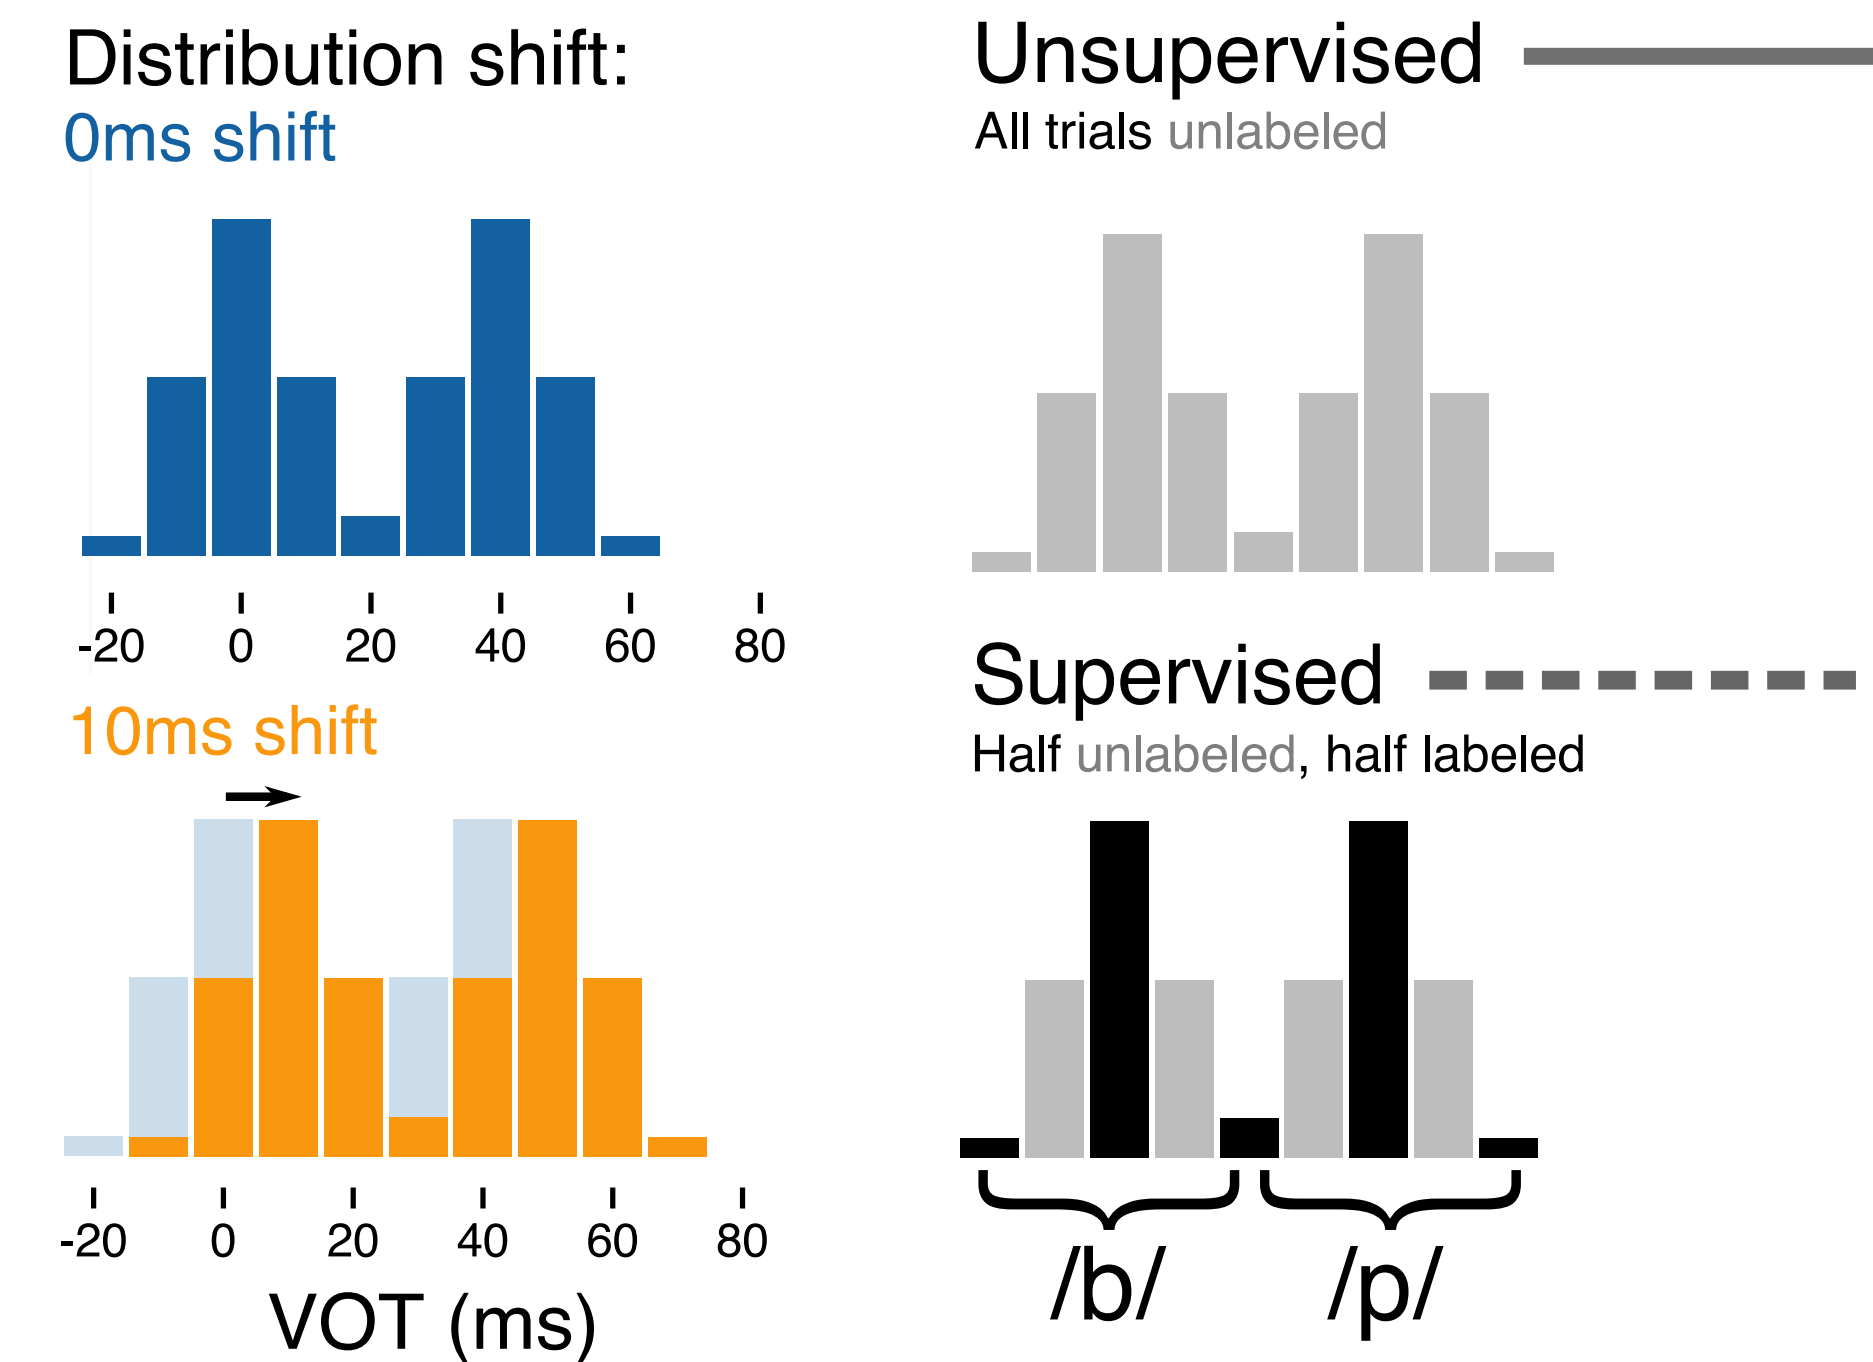 Distribution shift:
0ms shift
-20 0 20 40 60 80
10ms shift
-20 0 20 40 60 80
VOT (ms)
Unsupervised
All trials unlabeled
Supervised
Half unlabeled, half labeled
/b/ /p/